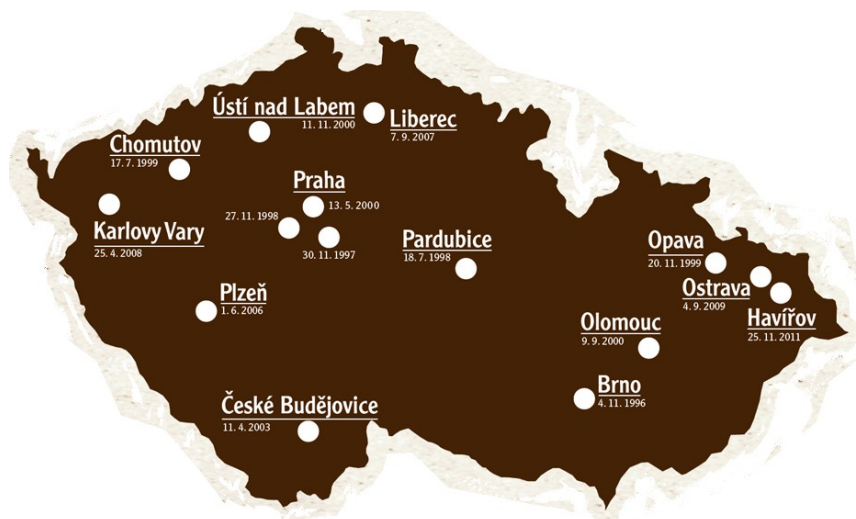 Ústí nad Labem
11. 11. 2000
Liberec
7. 9. 2007
Chomutov
17. 7. 1999
Praha
13. 5. 2000
27. 11. 1998
30. 11. 1997
Karlovy Vary
25. 4. 2008
Pardubice
18. 7. 1998
Opava
20. 11. 1999
Ostrava
4. 9. 2009
Havířov
25. 11. 2011
Plzeň
1. 6. 2006
Olomouc
9. 9. 2000
Brno
4. 11. 1996
České Budějovice
11. 4. 2003